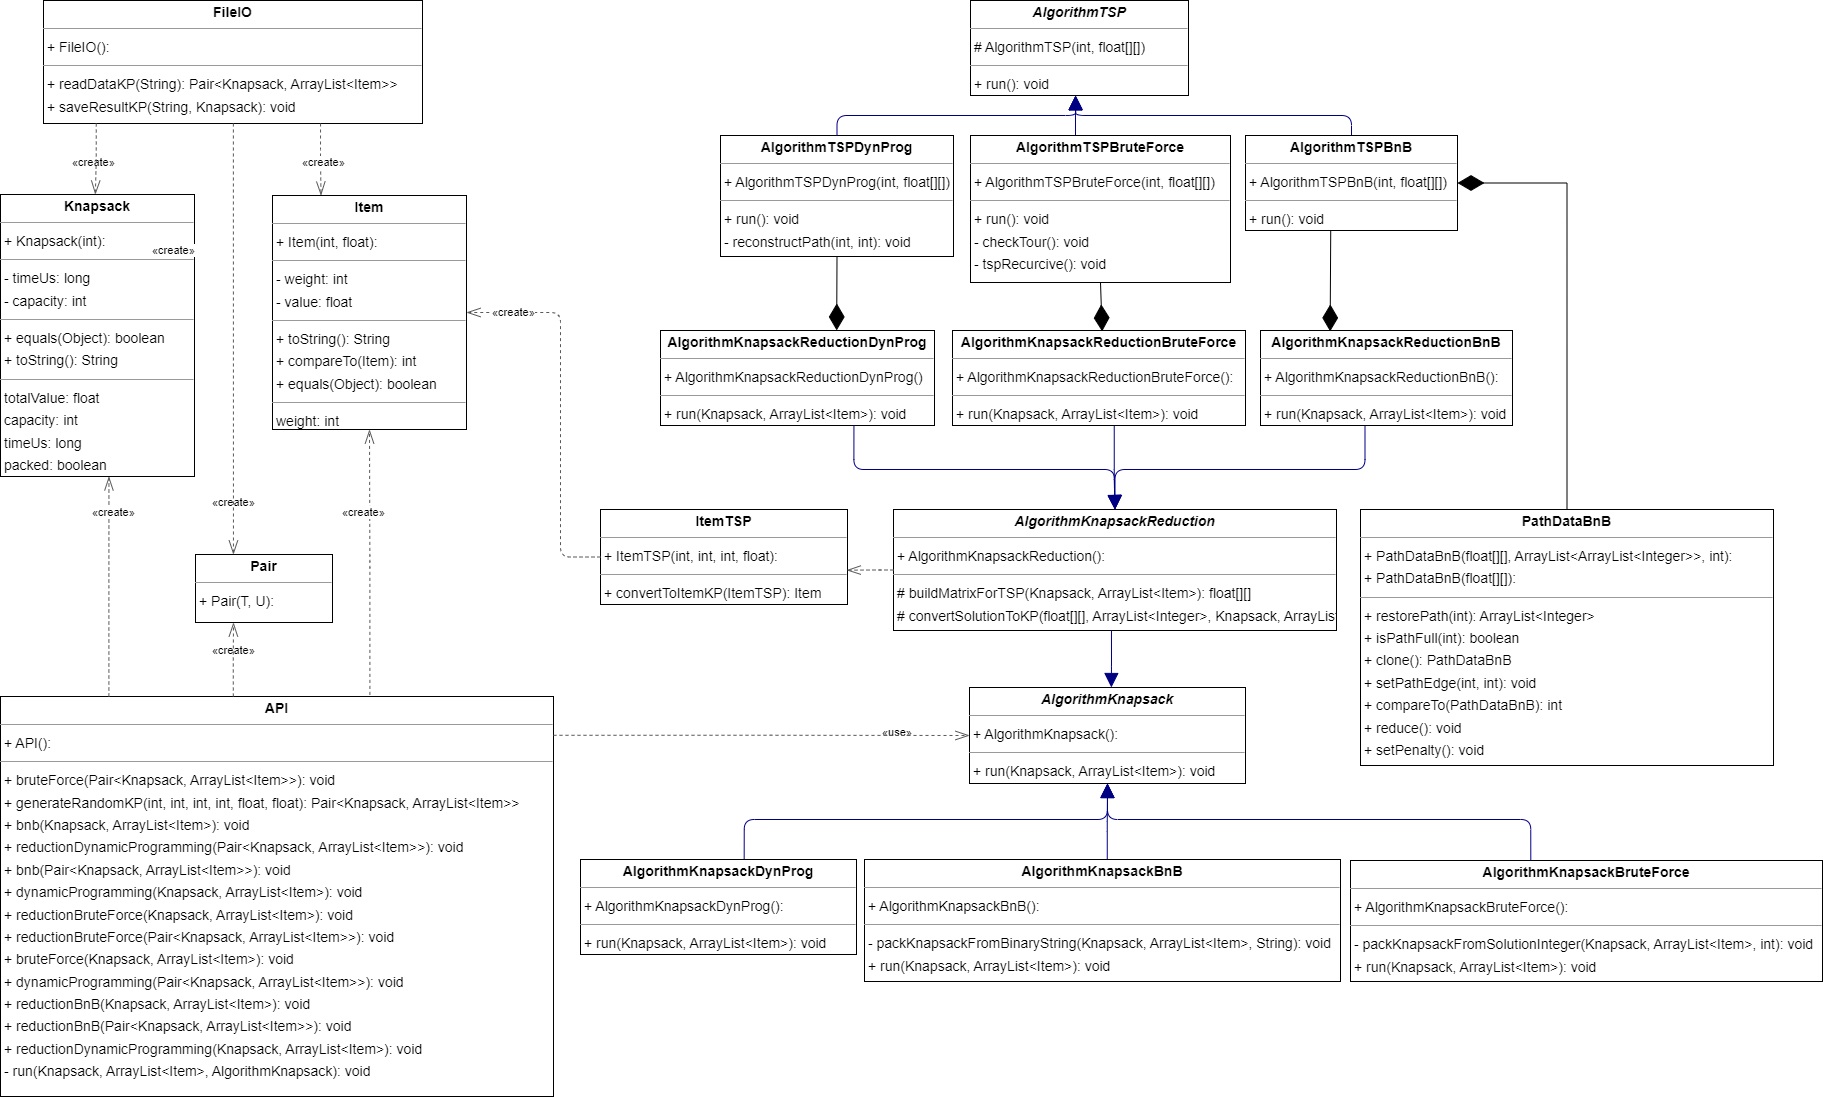 FileIO
+ FileIO():
+ readDataKP(String): Pair<Knapsack, ArrayList<Item>>
+ saveResultKP(String, Knapsack): void
«create»
«create»
Knapsack
+ Knapsack(int):
«create»
- timeUs: long
- capacity: int
+ equals(Object): boolean
+ toString(): String
totalValue: float
capacity: int
timeUs: long
packed: boolean
Item
+ Item(int, float):
- weight: int
- value: float
+ toString(): String
+ compareTo(Item): int
+ equals(Object): boolean
weight: int
«create»
«create»
«create»
«create»
Pair
+ Pair(T, U):
«create»
API
+ API():
+ bruteForce(Pair<Knapsack, ArrayList<Item>>): void
+ generateRandomKP(int, int, int, int, float, float): Pair<Knapsack, ArrayList<Item>>
+ bnb(Knapsack, ArrayList<Item>): void
+ reductionDynamicProgramming(Pair<Knapsack, ArrayList<Item>>): void
+ bnb(Pair<Knapsack, ArrayList<Item>>): void
+ dynamicProgramming(Knapsack, ArrayList<Item>): void
+ reductionBruteForce(Knapsack, ArrayList<Item>): void
+ reductionBruteForce(Pair<Knapsack, ArrayList<Item>>): void
+ bruteForce(Knapsack, ArrayList<Item>): void
+ dynamicProgramming(Pair<Knapsack, ArrayList<Item>>): void
+ reductionBnB(Knapsack, ArrayList<Item>): void
+ reductionBnB(Pair<Knapsack, ArrayList<Item>>): void
+ reductionDynamicProgramming(Knapsack, ArrayList<Item>): void
- run(Knapsack, ArrayList<Item>, AlgorithmKnapsack): void
«use»
AlgorithmTSP
# AlgorithmTSP(int, float[][])
+ run(): void
AlgorithmTSPDynProg
+ AlgorithmTSPDynProg(int, float[][])
+ run(): void
- reconstructPath(int, int): void
AlgorithmTSPBruteForce
+ AlgorithmTSPBruteForce(int, float[][])
+ run(): void
- checkTour(): void
- tspRecurcive(): void
AlgorithmTSPBnB
+ AlgorithmTSPBnB(int, float[][])
+ run(): void
AlgorithmKnapsackReductionDynProg
+ AlgorithmKnapsackReductionDynProg()
+ run(Knapsack, ArrayList<Item>): void
AlgorithmKnapsackReductionBruteForce
+ AlgorithmKnapsackReductionBruteForce():
+ run(Knapsack, ArrayList<Item>): void
AlgorithmKnapsackReductionBnB
+ AlgorithmKnapsackReductionBnB():
+ run(Knapsack, ArrayList<Item>): void
ItemTSP
+ ItemTSP(int, int, int, float):
+ convertToItemKP(ItemTSP): Item
AlgorithmKnapsackReduction
+ AlgorithmKnapsackReduction():
# buildMatrixForTSP(Knapsack, ArrayList<Item>): float[][]
# convertSolutionToKP(float[][], ArrayList<Integer>, Knapsack, ArrayLis
PathDataBnB
+ PathDataBnB(float[][], ArrayList<ArrayList<Integer>>, int):
+ PathDataBnB(float[][]):
+ restorePath(int): ArrayList<Integer>
+ isPathFull(int): boolean
+ clone(): PathDataBnB
+ setPathEdge(int, int): void
+ compareTo(PathDataBnB): int
+ reduce(): void
+ setPenalty(): void
AlgorithmKnapsack
+ AlgorithmKnapsack():
+ run(Knapsack, ArrayList<Item>): void
AlgorithmKnapsackDynProg
+ AlgorithmKnapsackDynProg():
+ run(Knapsack, ArrayList<Item>): void
AlgorithmKnapsackBnB
+ AlgorithmKnapsackBnB():
- packKnapsackFromBinaryString(Knapsack, ArrayList<Item>, String): void
+ run(Knapsack, ArrayList<Item>): void
AlgorithmKnapsackBruteForce
+ AlgorithmKnapsackBruteForce():
- packKnapsackFromSolutionInteger(Knapsack, ArrayList<Item>, int): void
+ run(Knapsack, ArrayList<Item>): void